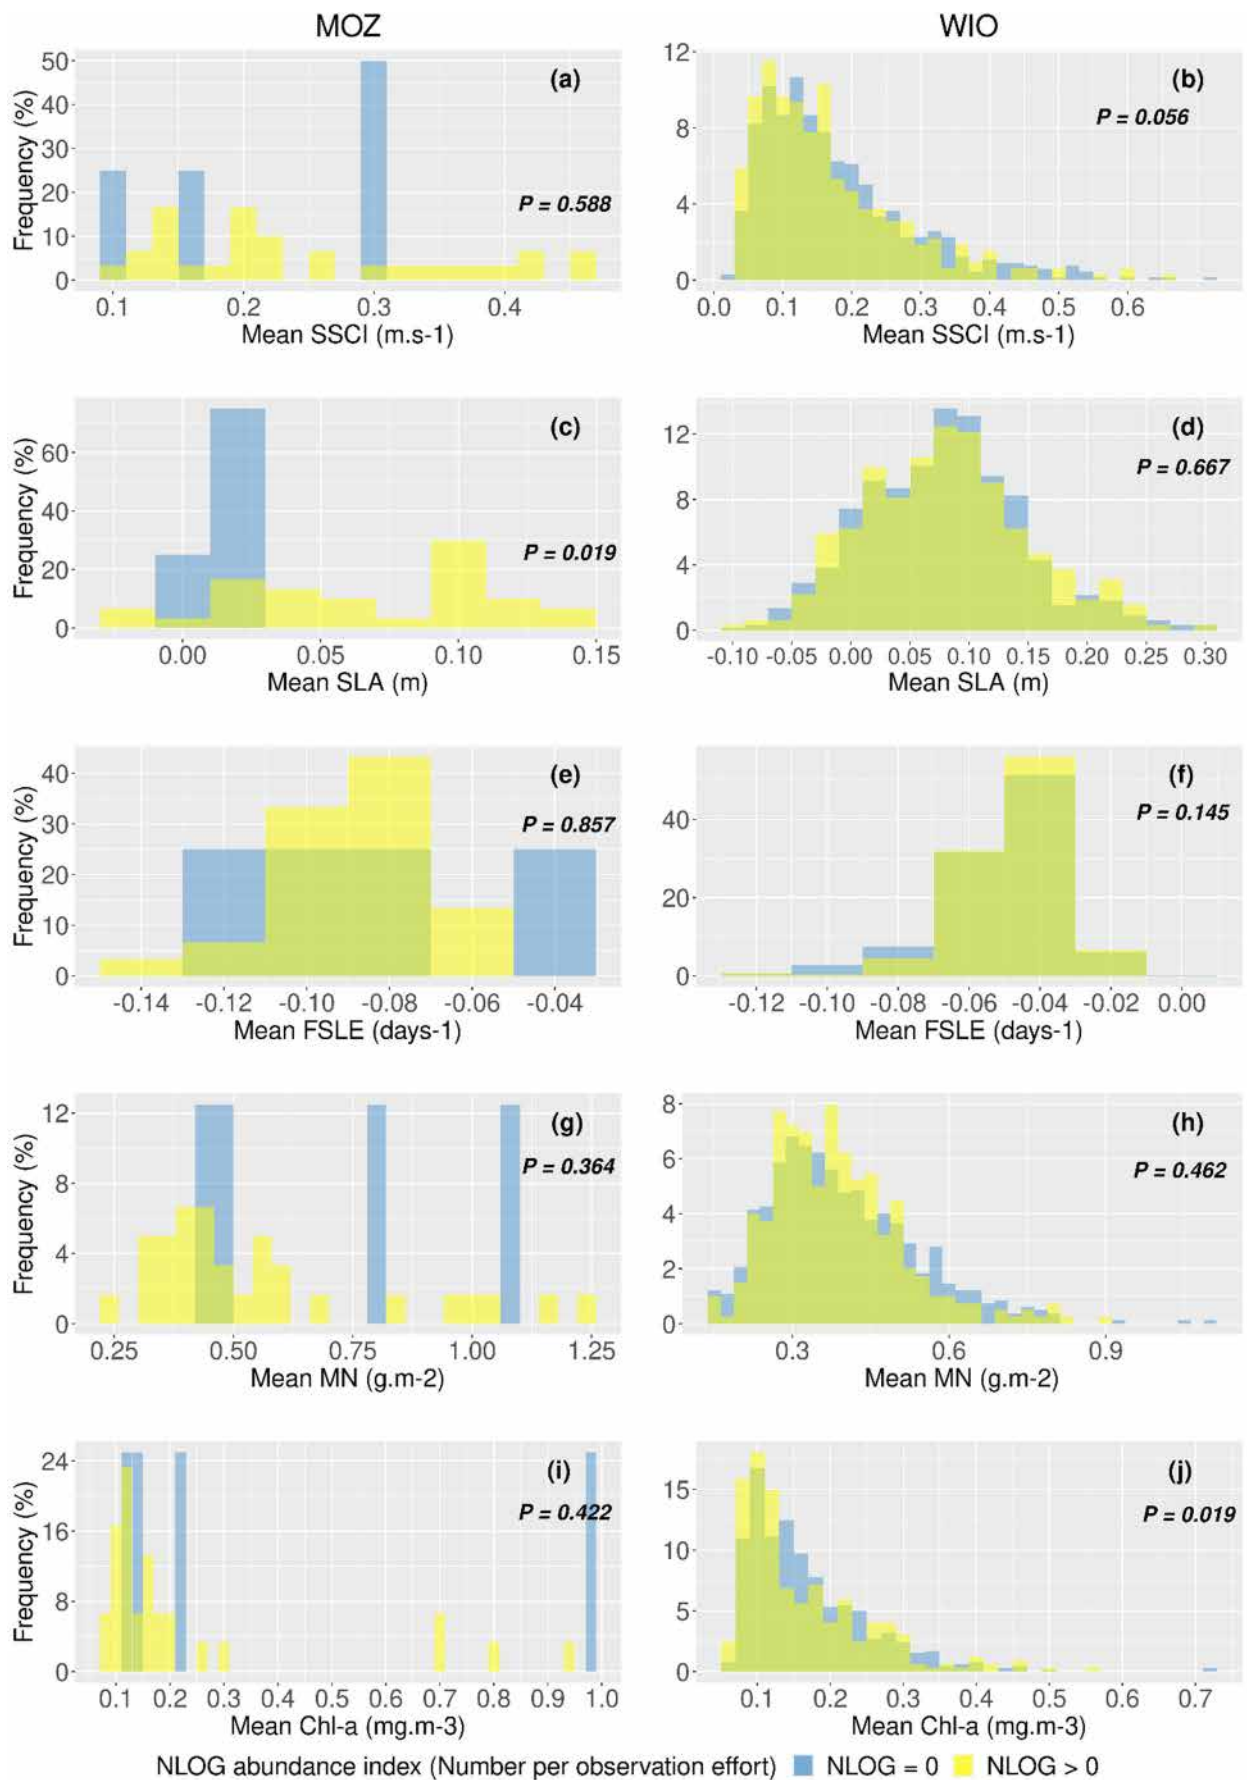 MOZ WIO
(a)
P = 0.588
Frequency (%)
50
40
30
20
10
0
0.1 0.2 0.3 0.4
Mean SSCI (m.s-1)
(b)
P = 0.056
12
8
4
0
0.0 0.1 0.2 0.3 0.4 0.5 0.6
Mean SSCI (m.s-1)
(c)
P = 0.019
Frequency (%)
60
40
20
0
0.00 0.05 0.10 0.15
Mean SLA (m)
(d)
P = 0.667
12
8
4
0
-0.10 -0.05 0.00 0.05 0.10 0.15 0.20 0.25 0.30
Mean SLA (m)
(e)
P = 0.857
Frequency (%)
40
30
20
10
0
-0.14 -0.12 -0.10 -0.08 -0.06 -0.04
Mean FSLE (days-1)
(f)
P = 0.145
40
20
0
-0.12 -0.10 -0.08 -0.06 -0.04 -0.02 0.00
Mean FSLE (days-1)
(g)
P = 0.364
Frequency (%)
12
8
4
0
0.25 0.50 0.75 1.00 1.25
Mean MN (g.m-2)
(h)
P = 0.462
8
6
4
2
0
0.3 0.6 0.9
Mean MN (g.m-2)
(i)
P = 0.422
Frequency (%)
24
16
8
0
0.1 0.2 0.3 0.4 0.5 0.6 0.7 0.8 0.9 1.0
Mean Chl-a (mg.m-3)
(j)
P = 0.019
15
10
5
0
0.1 0.2 0.3 0.4 0.5 0.6 0.7
Mean Chl-a (mg.m-3)
NLOG abundance index (Number per observation effort) NLOG = 0 NLOG > 0